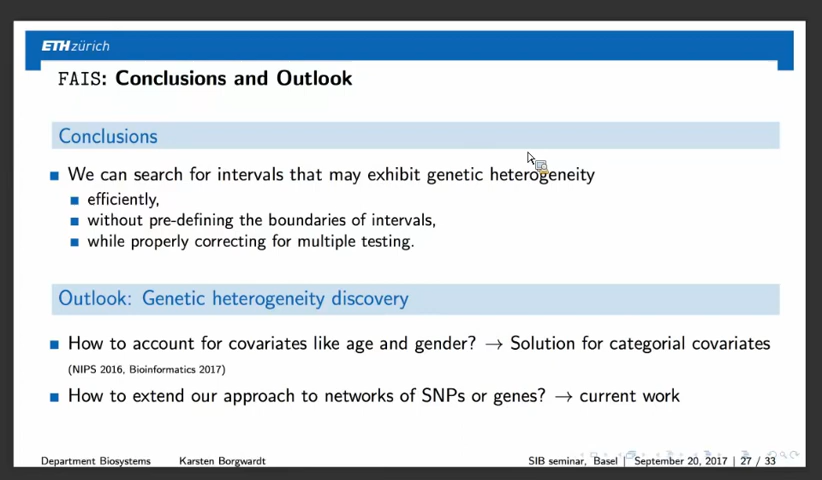 ETH zürich
FAIS: Conclusions and Outlook
Conclusions
We can search for intervals that may exhibit genetic heterogeneity
efficiently,
without pre-defining the boundaries of intervals,
while properly correcting for multiple testing.
Outlook: Genetic heterogeneity discovery
How to account for covariates like age and gender? → Solution for categorial covariates
(NIPS 2016, Bioinformatics 2017)
How to extend our approach to networks of SNPs or genes? → current work
Department Biosystems Karsten Borgwardt SIB seminar, Basel | September 20, 2017 | 27 / 33